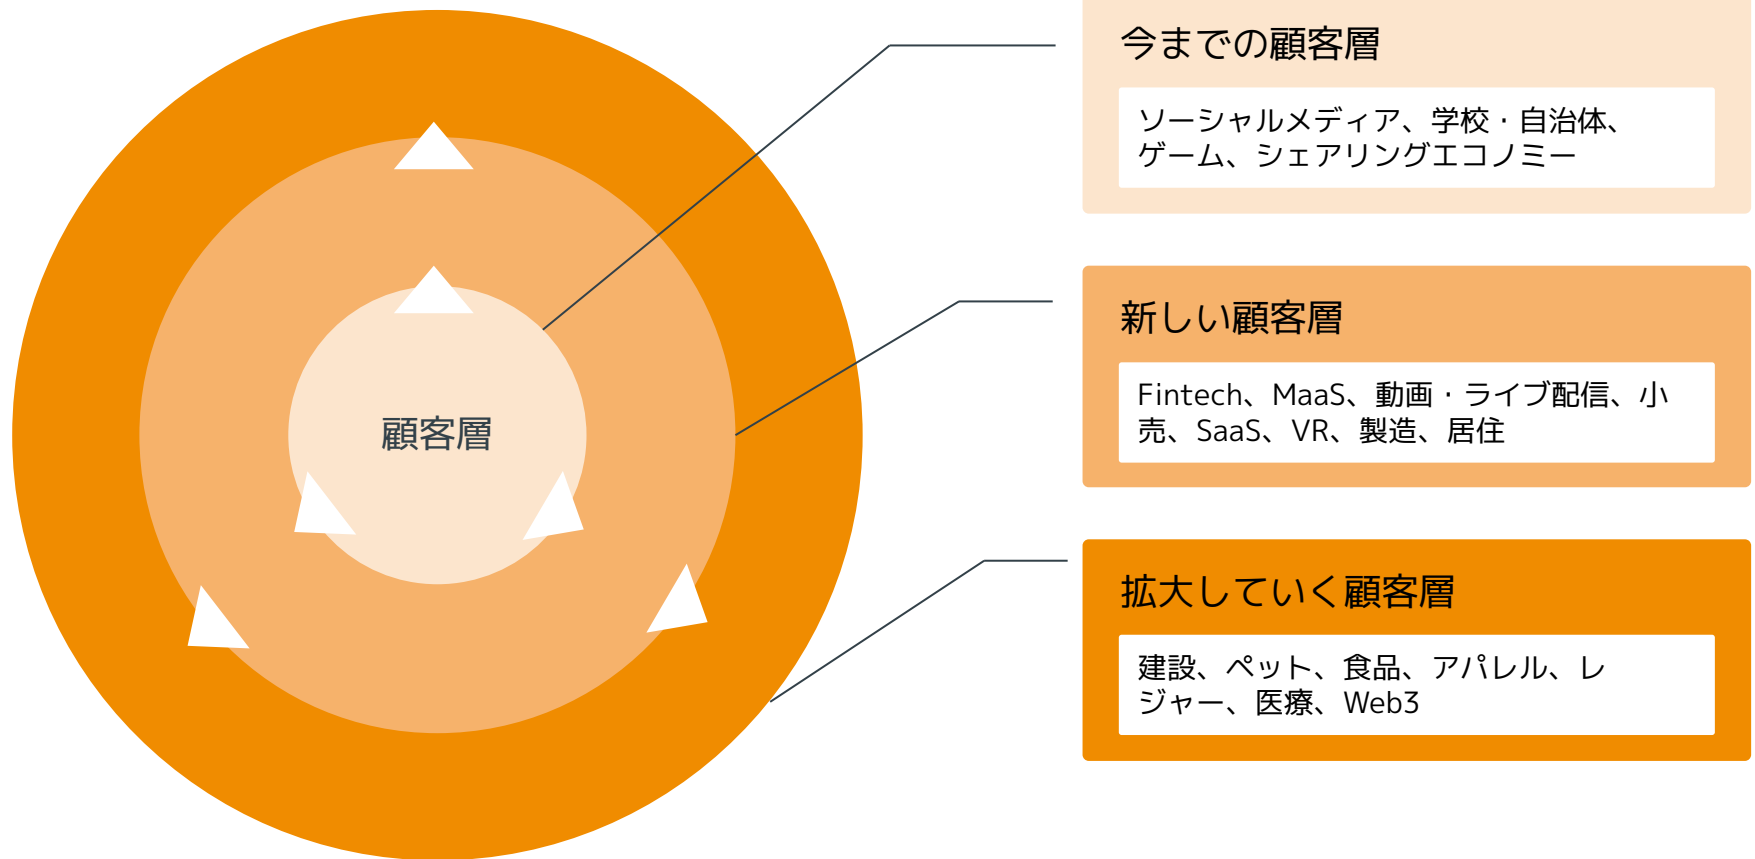 顧客層
今までの顧客層
ソーシャルメディア、学校・自治体、
ゲーム、シェアリングエコノミー
新しい顧客層
Fintech、MaaS、動画・ライブ配信、小
売、SaaS、VR、製造、居住
拡大していく顧客層
建設、ペット、食品、アパレル、レ
ジャー、医療、Web3